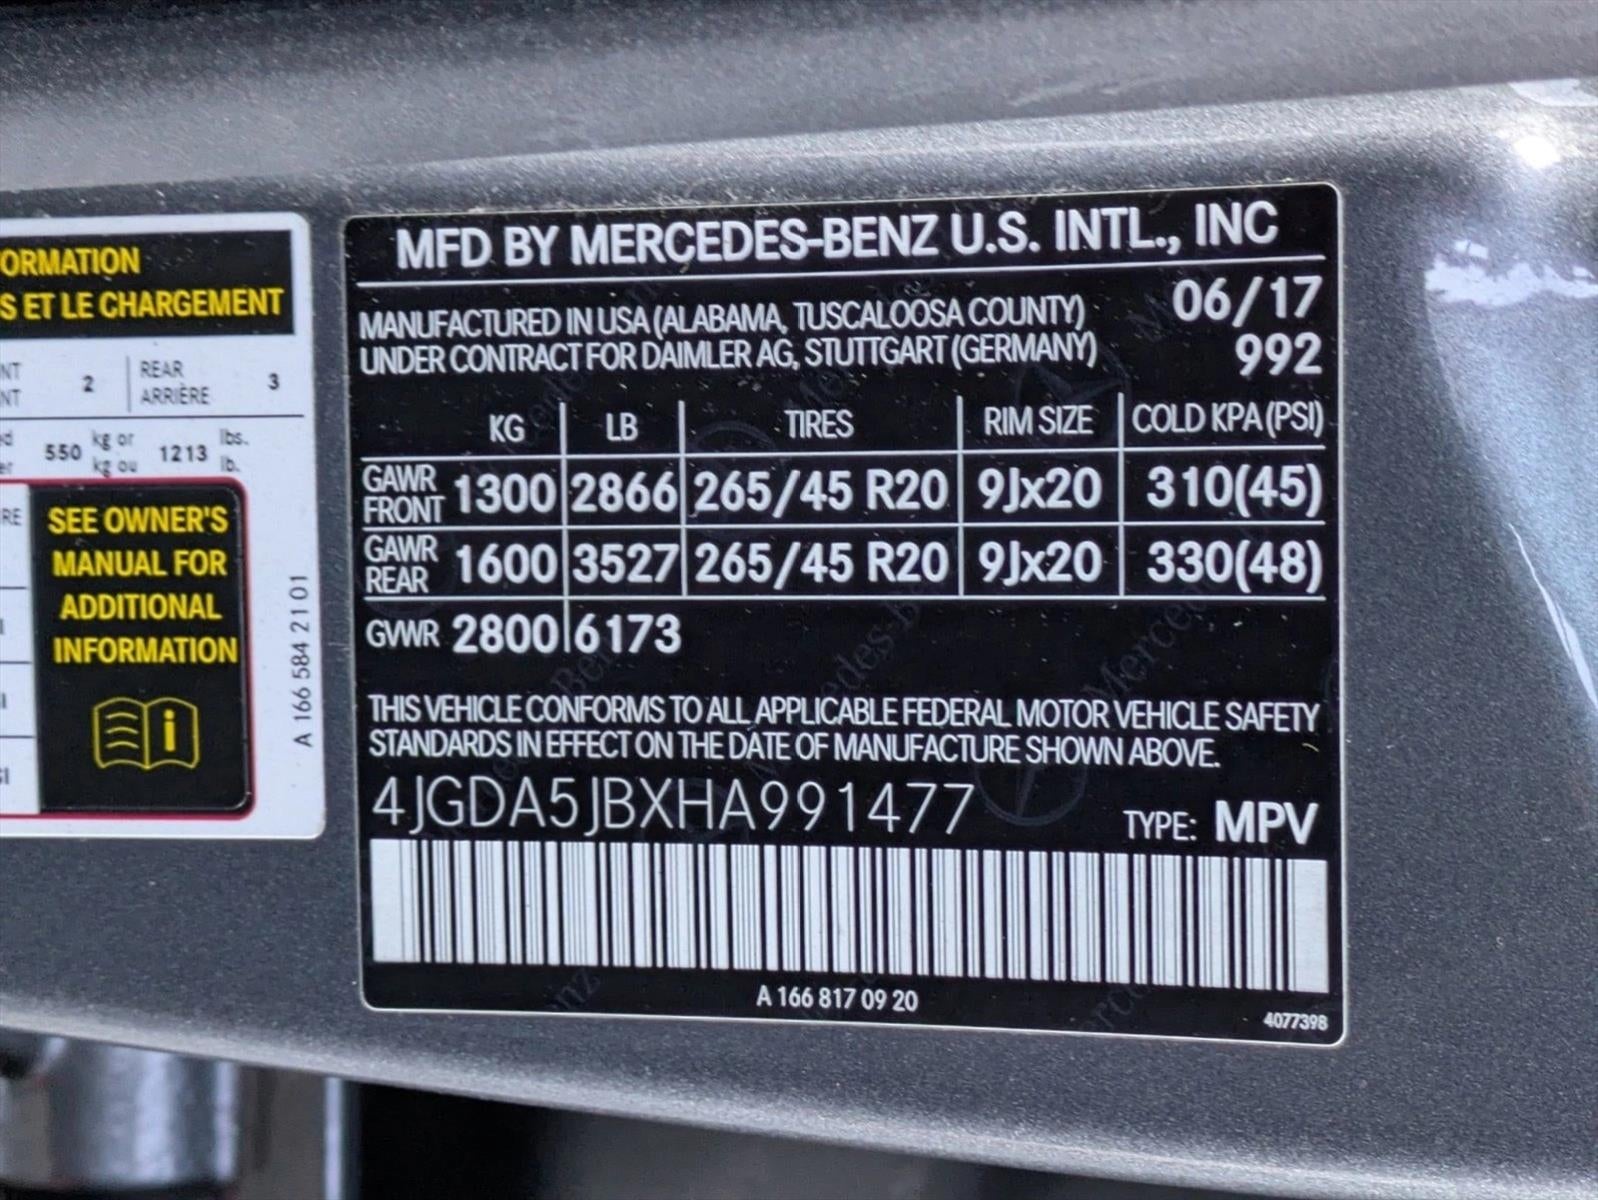 ORMATION
S ET LE CHARGEMENT
NT
NT
2
REAR
ARRIÈRE
3
550
kg or
kg ou
1213
lbs.
lb.
SEE OWNER'S
MANUAL FOR
ADDITIONAL
INFORMATION
A 166 584 21 01
MFD BY MERCEDES-BENZ U.S. INTL., INC
MANUFACTURED IN USA (ALABAMA, TUSCALOOSA COUNTY) 06/17
UNDER CONTRACT FOR DAIMLER AG, STUTTGART (GERMANY) 992
KG LB TIRES RIM SIZE COLD KPA (PSI)
GAWR FRONT 1300 2866 265/45 R20 9Jx20 310(45)
GAWR REAR 1600 3527 265/45 R20 9Jx20 330(48)
GVWR 2800 6173
THIS VEHICLE CONFORMS TO ALL APPLICABLE FEDERAL MOTOR VEHICLE SAFETY
STANDARDS IN EFFECT ON THE DATE OF MANUFACTURE SHOWN ABOVE.
4JGDA5JBXHA991477 TYPE: MPV
A 166 817 09 20
4077398